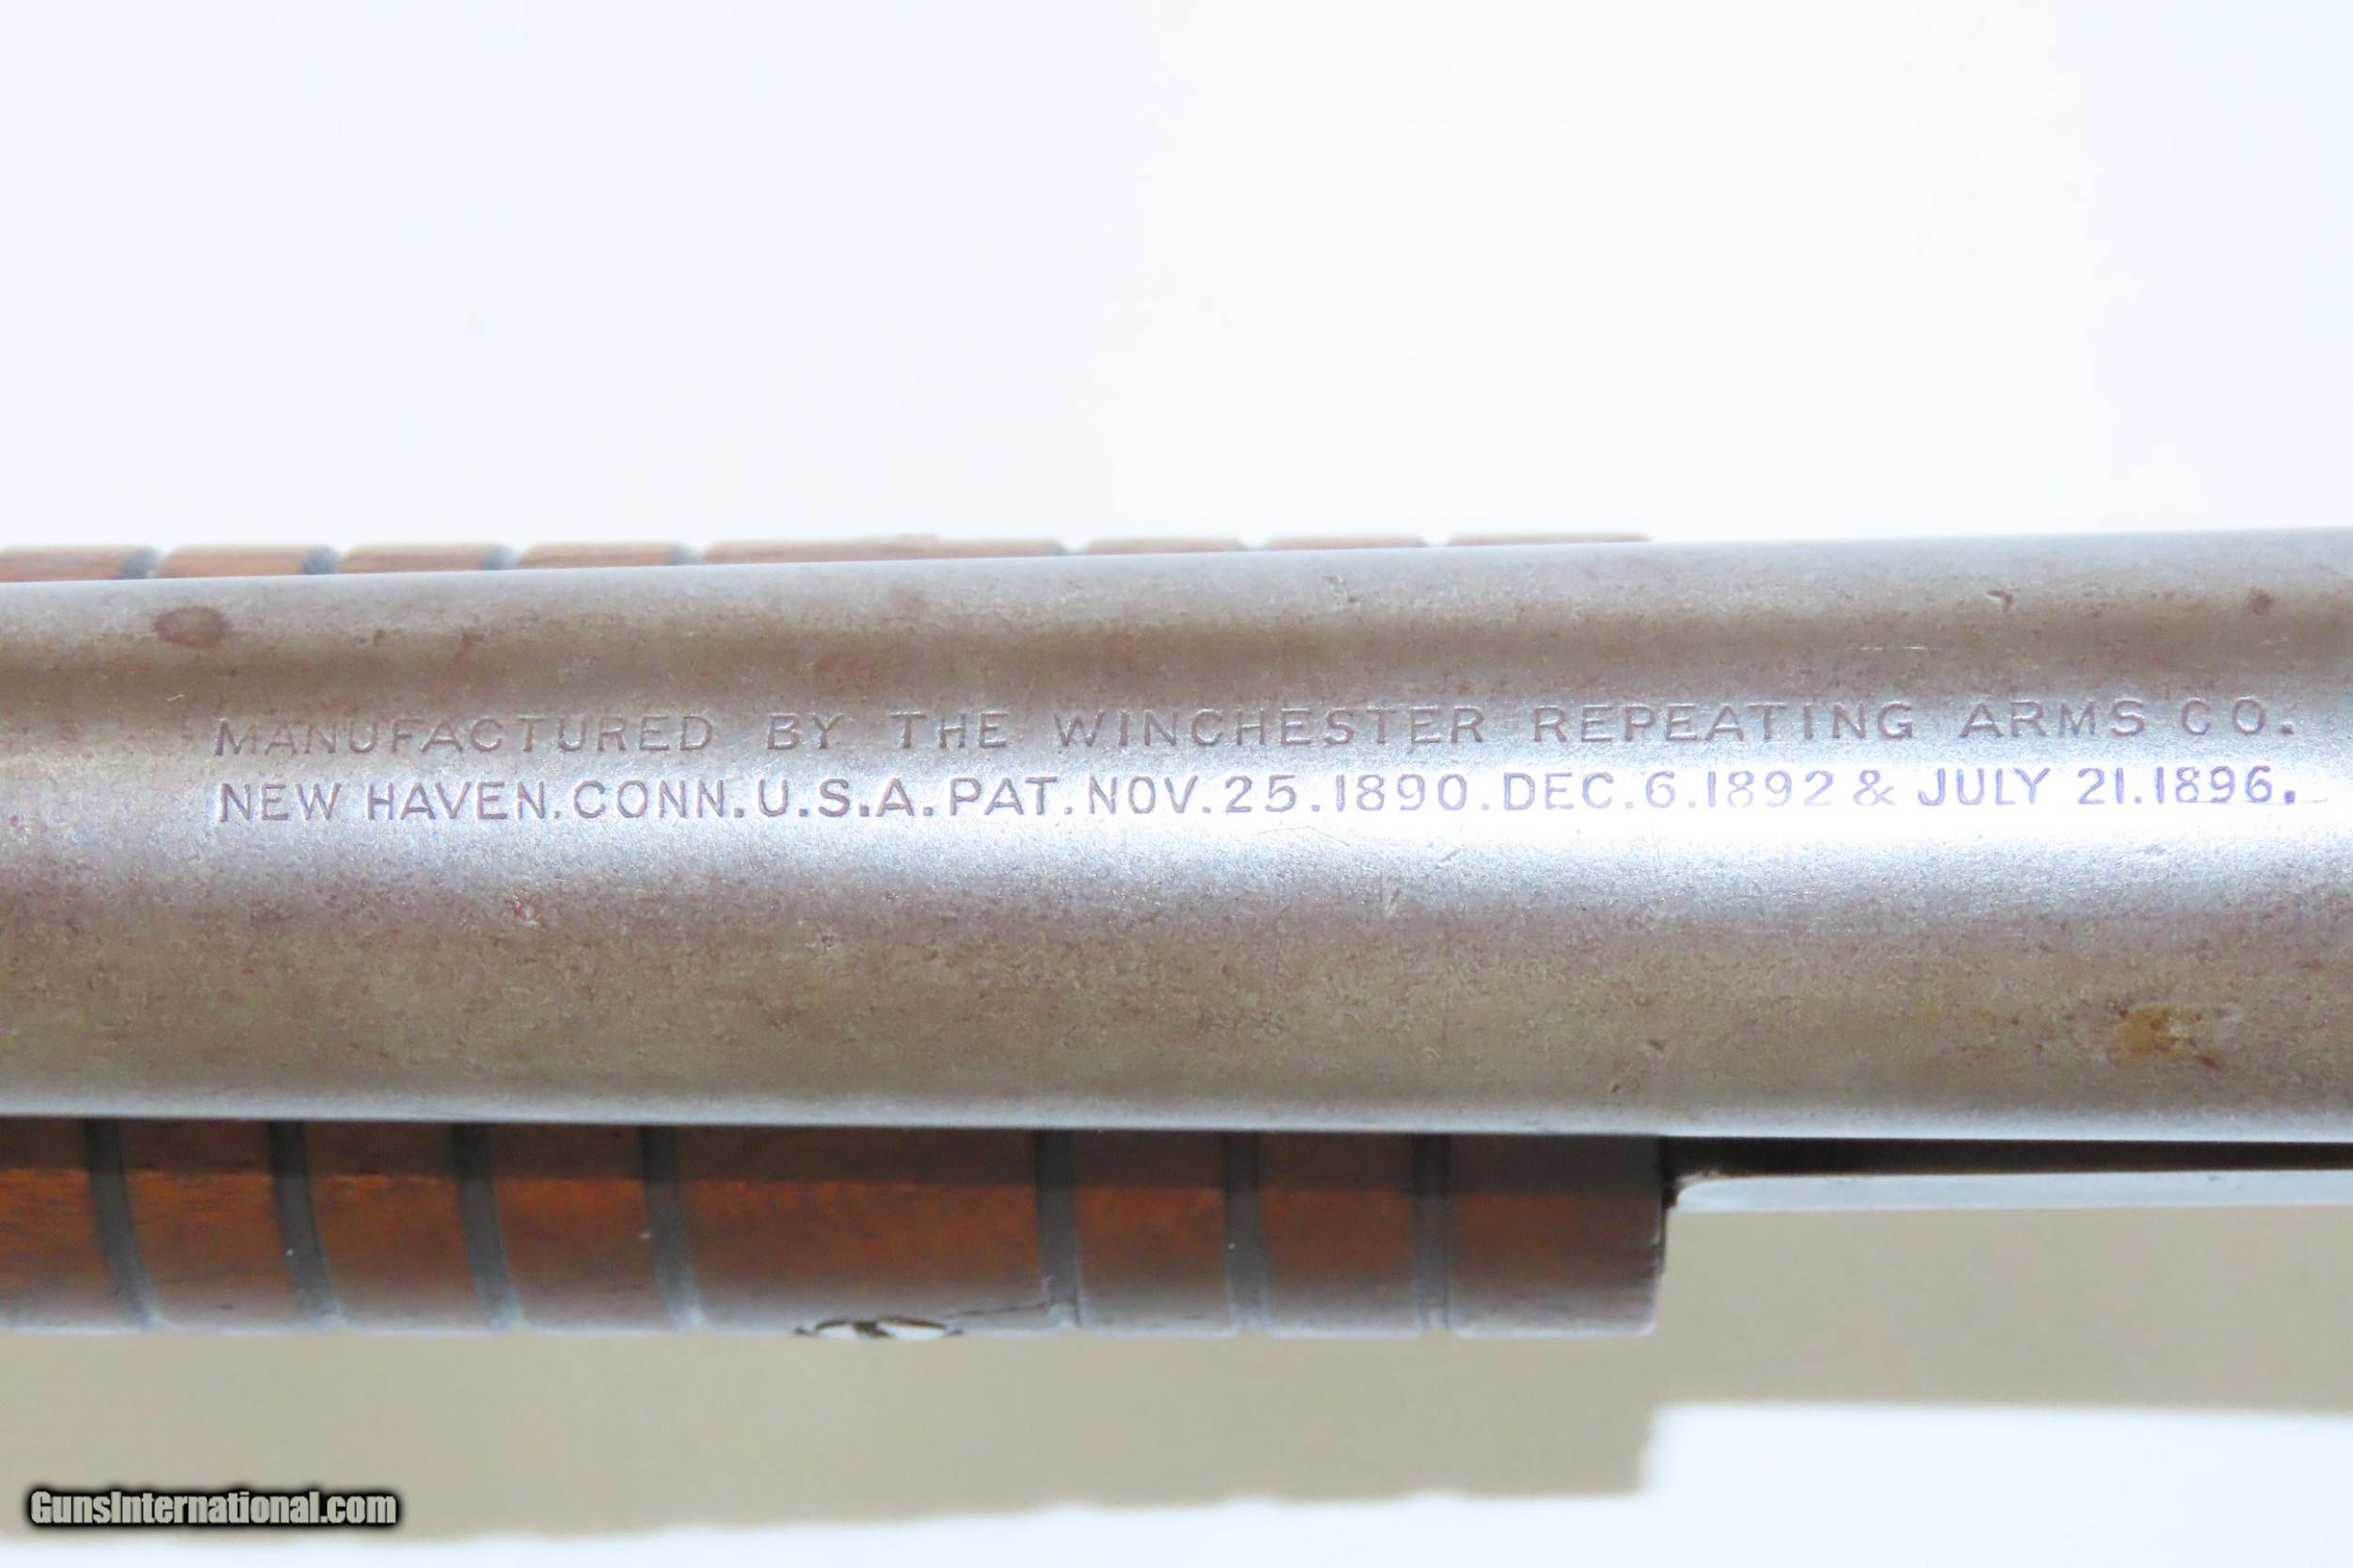 MANUFACTURED BY THE WINCHESTER REPEATING ARMS CO.
NEW HAVEN. CONN. U.S.A. PAT. NOV. 25. 1890. DEC. 6. 1892 & JULY 21. 1896.
GunsInternational.com